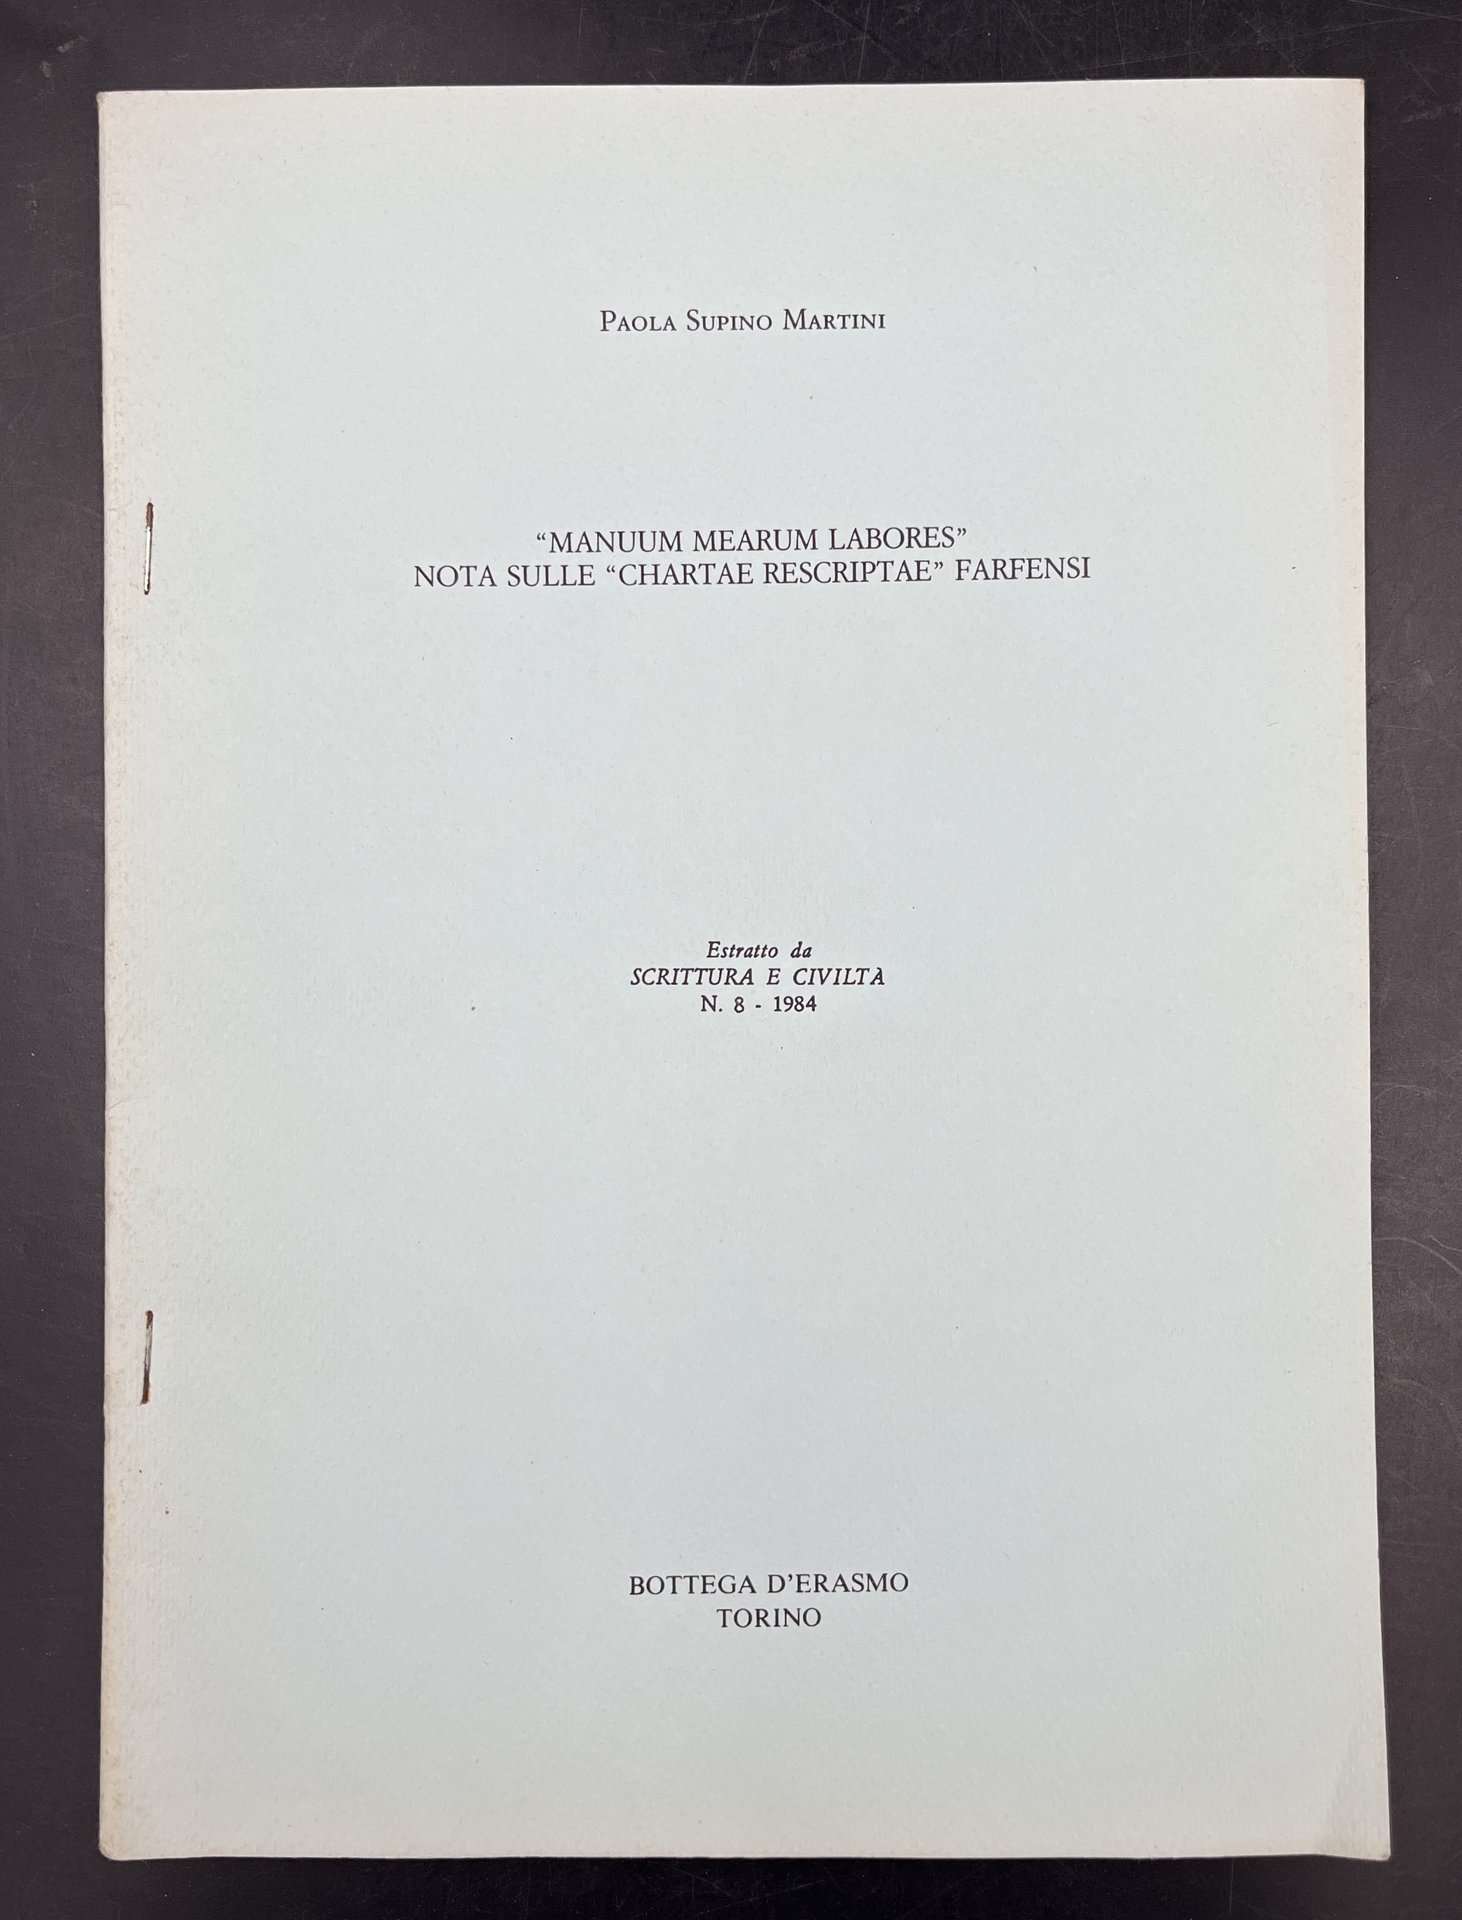 PAOLA SUPINO MARTINI
“MANUUM MEARUM LABORES”
NOTA SULLE “CHARTAE RESCRIPTAE” FARFENSI
Estratto da
SCRITTURA E CIVILTÀ
N. 8 - 1984
BOTTEGA D’ERASMO
TORINO